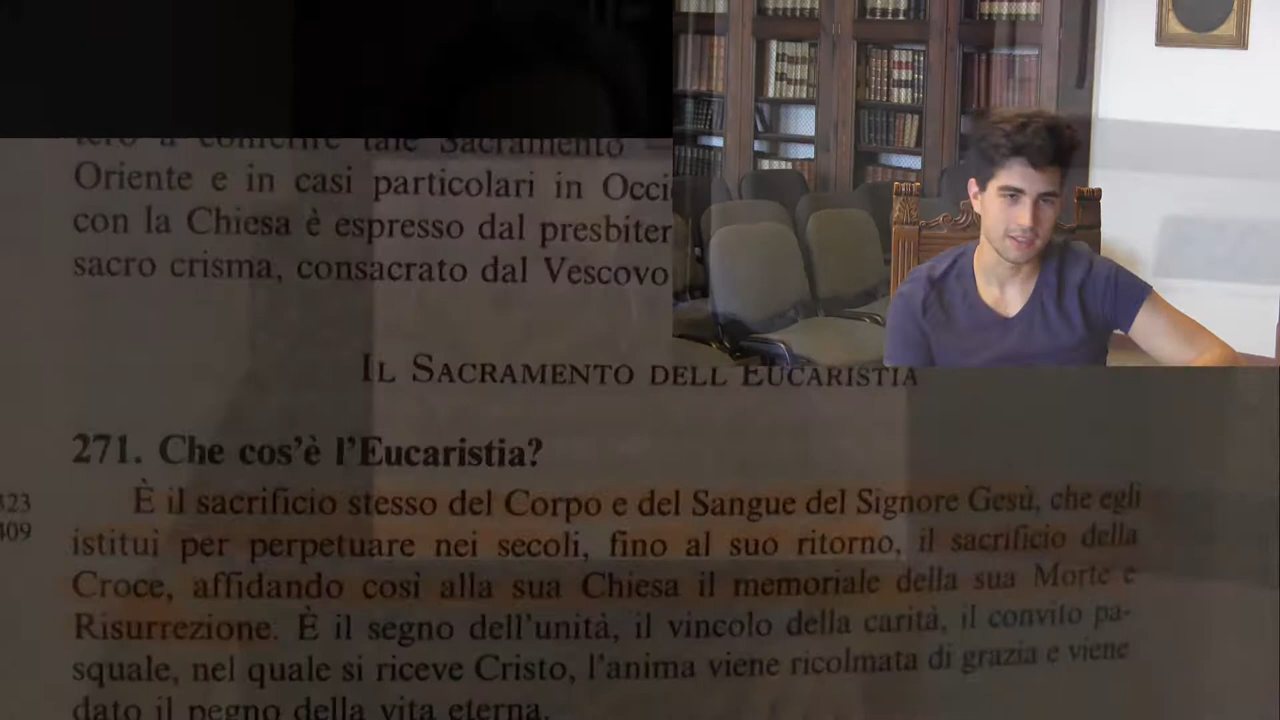 tale Sacramento
Oriente e in casi particolari in Occi
con la Chiesa è espresso dal presbiter
sacro crisma, consacrato dal Vescovo
IL SACRAMENTO DELL EUCARISTIA
271. Che cos'è l'Eucaristia?
È il sacrificio stesso del Corpo e del Sangue del Signore Gesù, che egli
istituì per perpetuare nei secoli, fino al suo ritorno, il sacrificio della
Croce, affidando così alla sua Chiesa il memoriale della sua Morte e
Risurrezione. È il segno dell'unità, il vincolo della carità, il convito pa-
squale, nel quale si riceve Cristo, l'anima viene ricolmata di grazia e viene
dato il pegno della vita eterna.
323
409